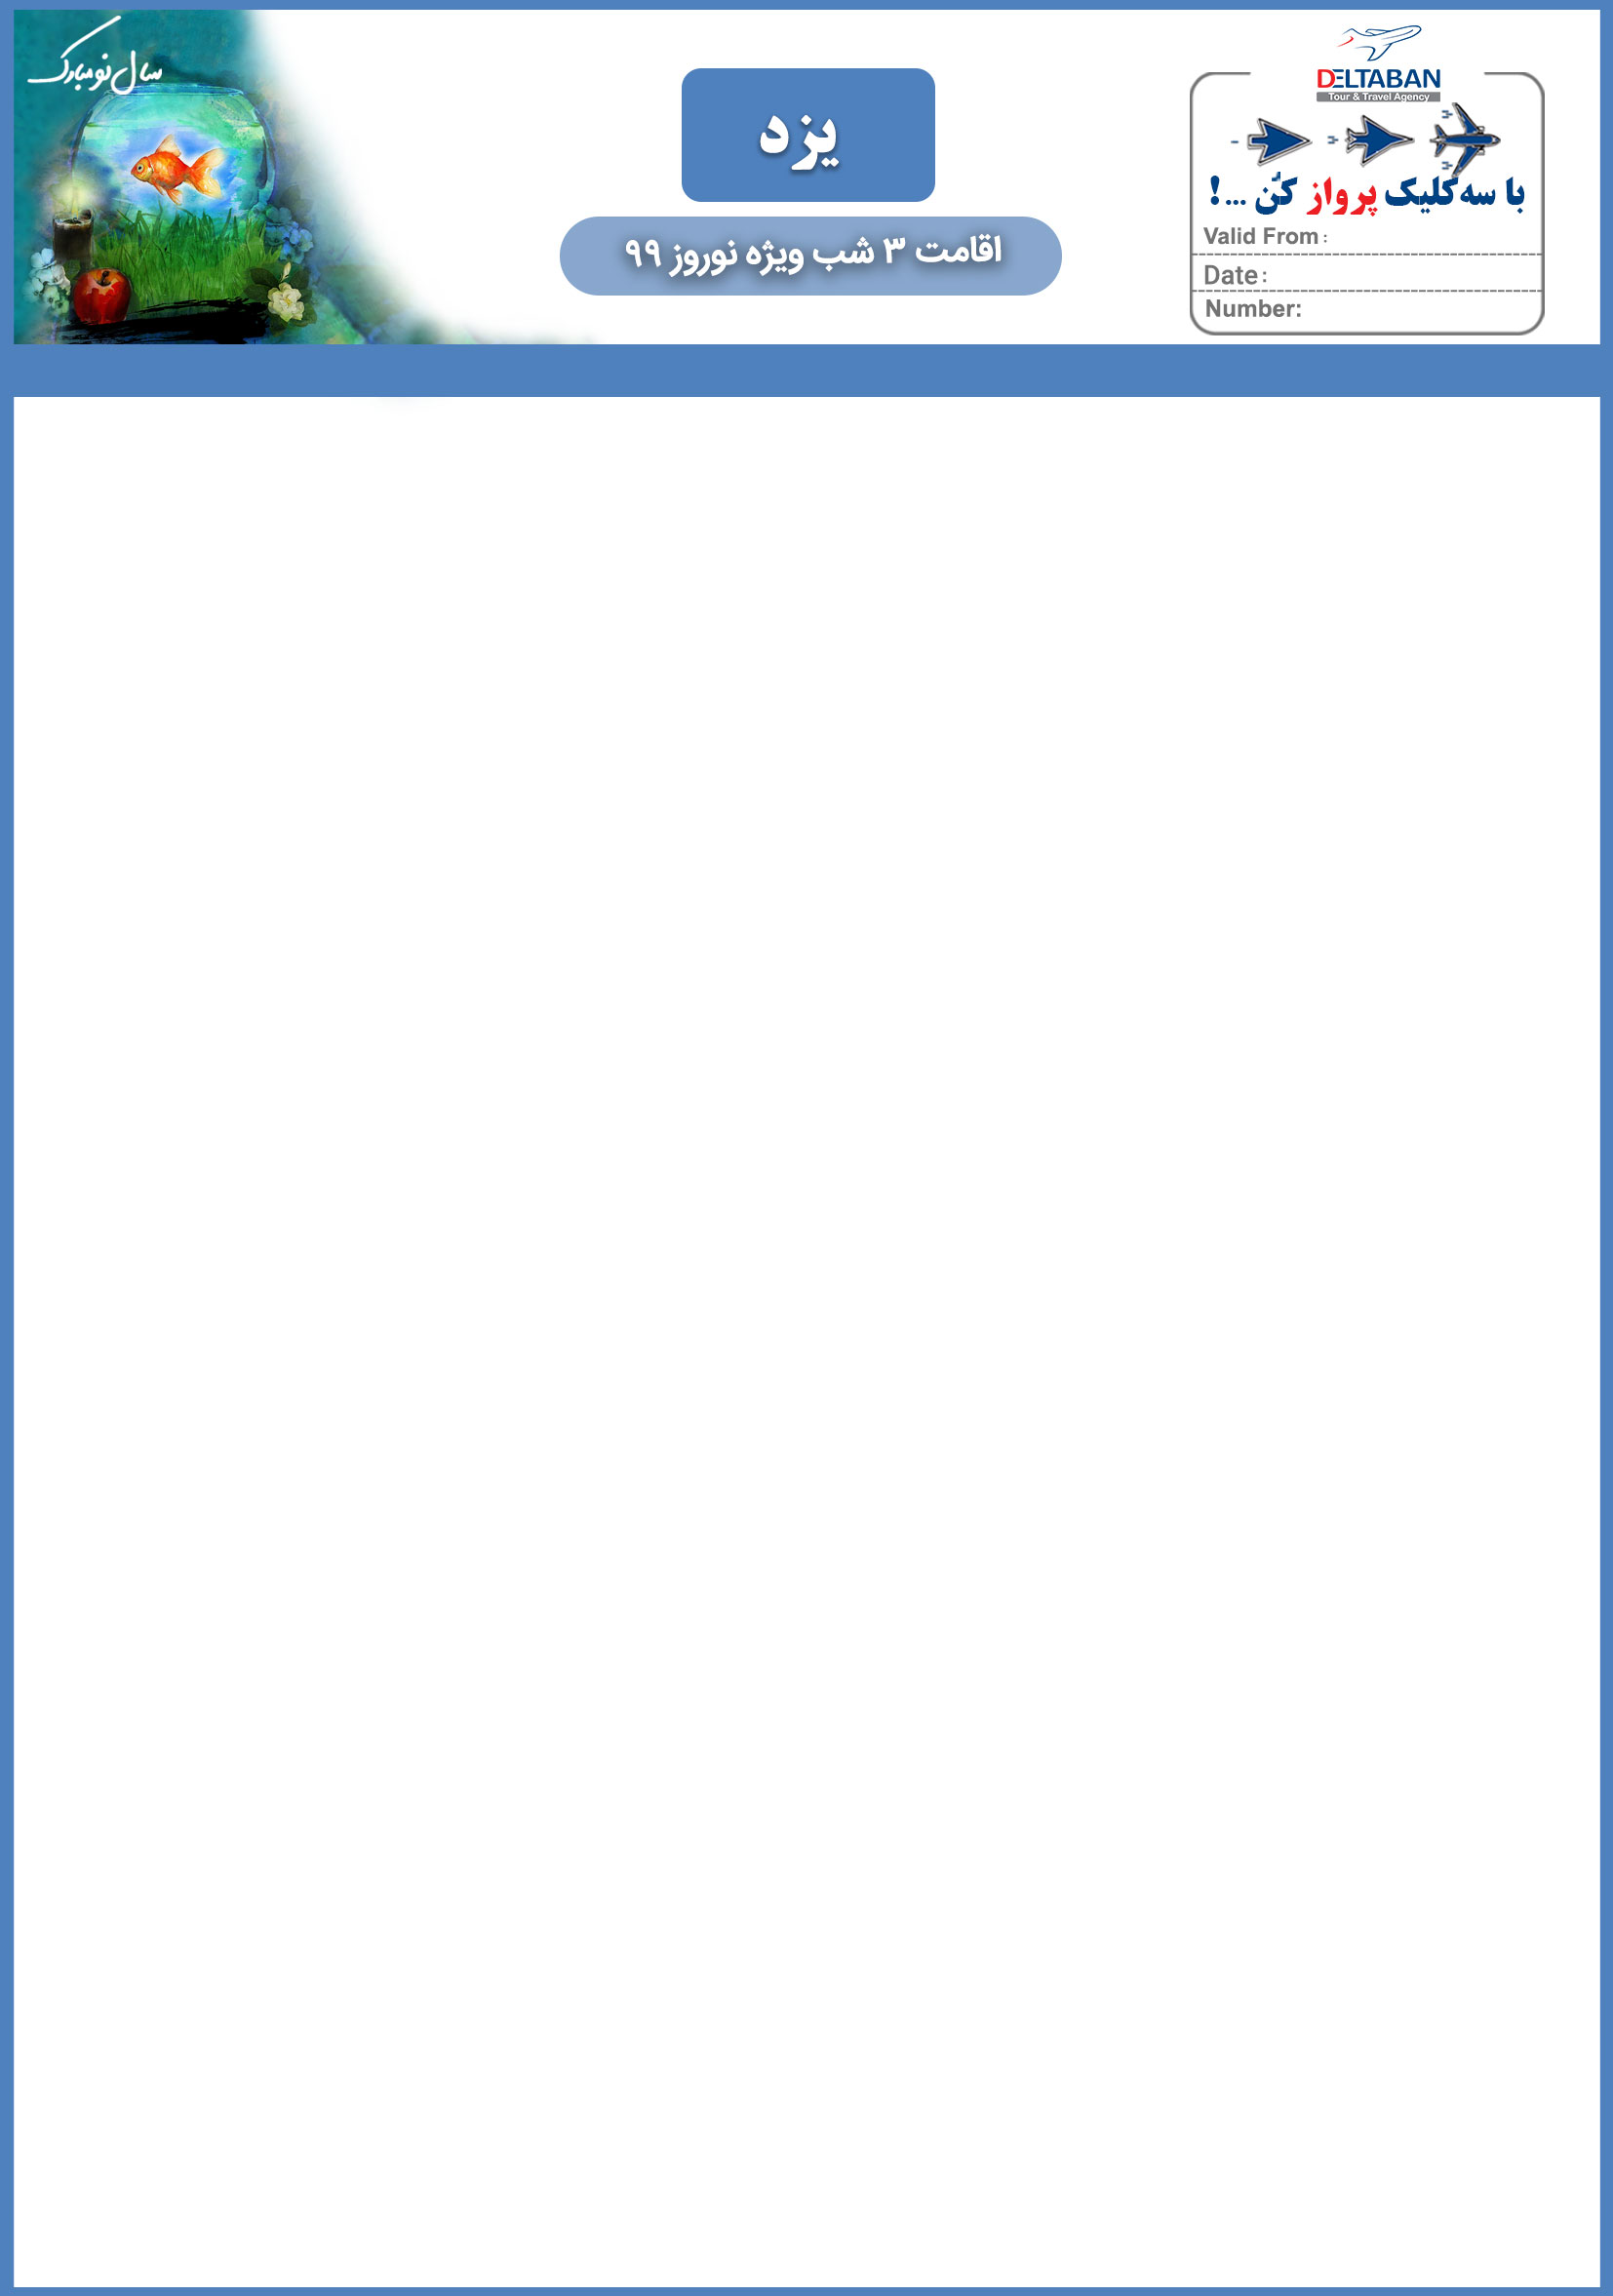 سال نو مبارک
یزد
اقامت ۳ شب ویژه نوروز ۹۹
DELTABAN
Tour & Travel Agency
با سه کلیک پرواز کن ...!
Valid From :
Date :
Number: